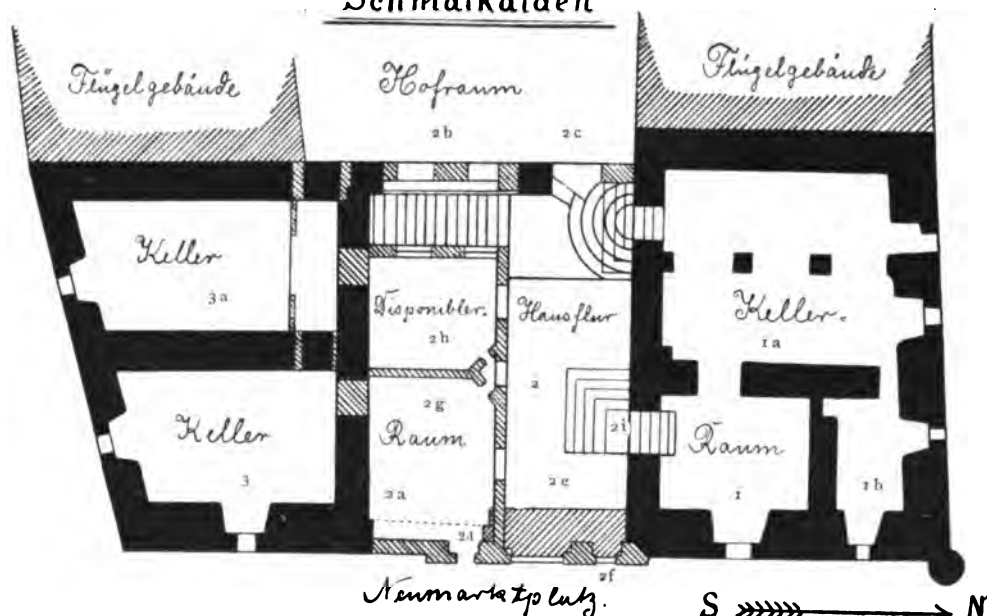 Schmalkalden
Flügelgebäude
Hofraum
Flügelgebäude
2b
2c
Keller
3a
Disponibler.
2h
Hausflur
2
Keller.
1a
Keller
3
2g
Raum
2a
2i
2e
Raum
1
1b
2d
2f
Neumarktplatz.
S N